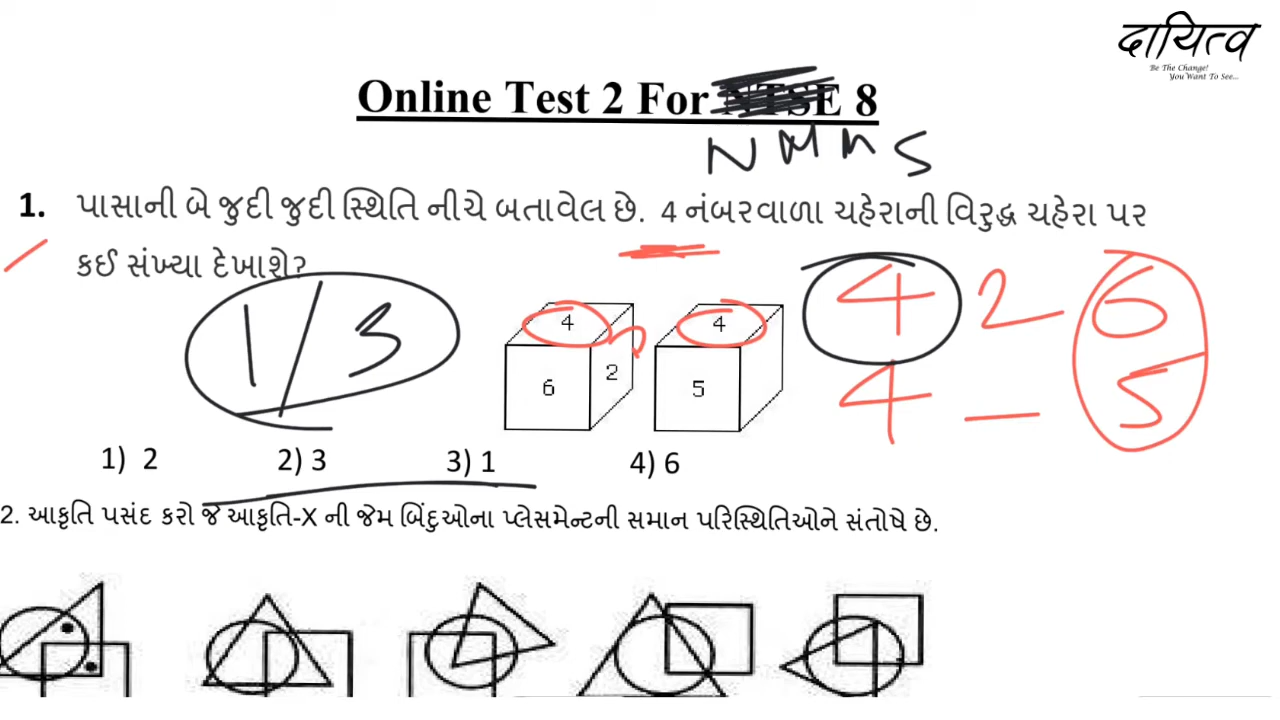 दायित्व
Be The Change!
You Want To See...
Online Test 2 For NTSE 8
N M M S
1. પાસાની બે જુદી જુદી સ્થિતિ નીચે બતાવેલ છે. 4 નંબરવાળા ચહેરાની વિરુદ્ધ ચહેરા પર
કઈ સંખ્યા દેખાશે?
1/3
4 2 6
4 4
6 2 5
4 — 5
1) 2 2) 3 3) 1 4) 6
2. આકૃતિ પસંદ કરો જે આકૃતિ-X ની જેમ બિંદુઓના પ્લેસમેન્ટની સમાન પરિસ્થિતિઓને સંતોષે છે.